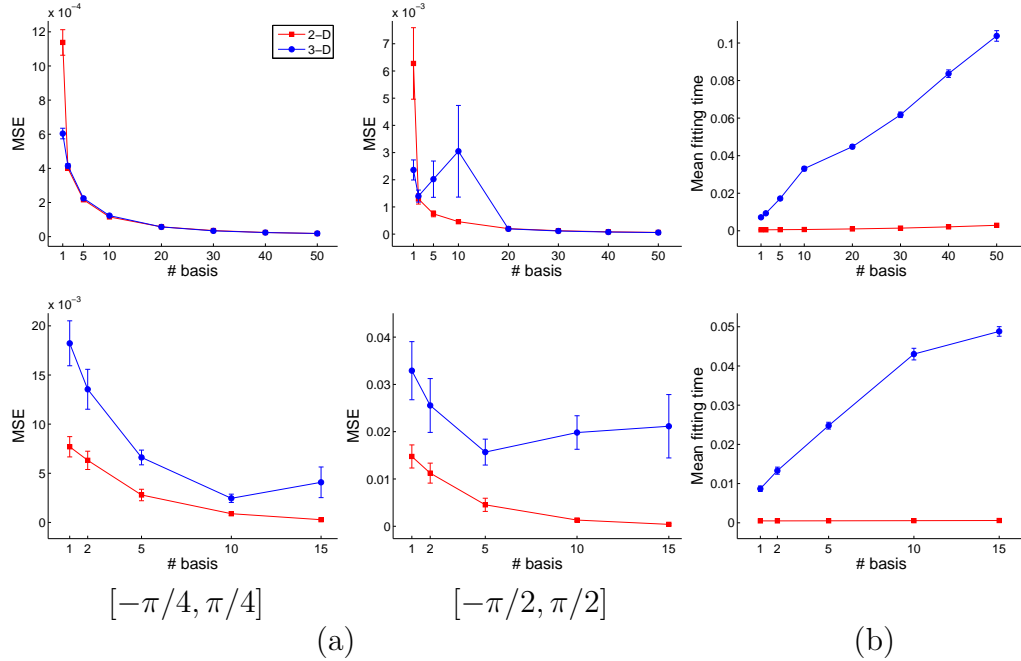 x 10⁻⁴
12
10
8
6
4
2
0
MSE
1 5 10 20 30 40 50
# basis
2−D
3−D
x 10⁻³
7
6
5
4
3
2
1
0
MSE
1 5 10 20 30 40 50
# basis
0.1
0.08
0.06
0.04
0.02
0
Mean fitting time
1 5 10 20 30 40 50
# basis
x 10⁻³
20
15
10
5
0
MSE
1 2 5 10 15
# basis
0.04
0.03
0.02
0.01
0
MSE
1 2 5 10 15
# basis
0.05
0.04
0.03
0.02
0.01
0
Mean fitting time
1 2 5 10 15
# basis
[−π/4, π/4] [−π/2, π/2]
(a) (b)